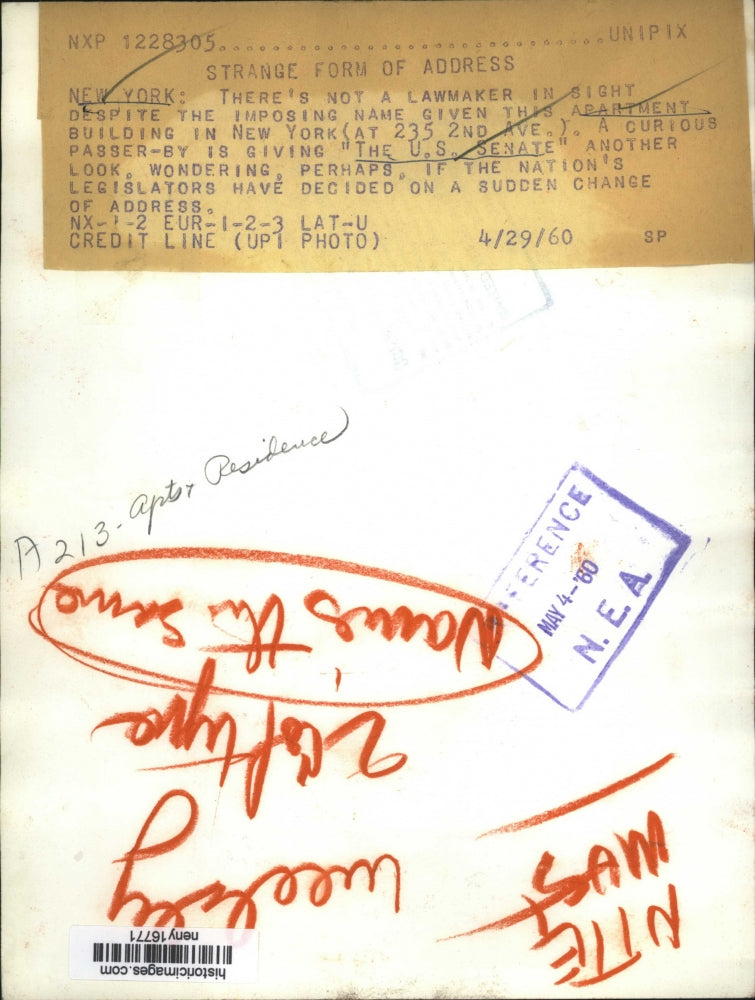 NXP 1228305...............................UNIPIX
STRANGE FORM OF ADDRESS
NEW YORK: THERE'S NOT A LAWMAKER IN SIGHT
DESPITE THE IMPOSING NAME GIVEN THIS APARTMENT
BUILDING IN NEW YORK(AT 235 2ND AVE.). A CURIOUS
PASSER-BY IS GIVING "THE U.S. SENATE" ANOTHER
LOOK, WONDERING, PERHAPS, IF THE NATION'S
LEGISLATORS HAVE DECIDED ON A SUDDEN CHANGE
OF ADDRESS.
NX-1-2 EUR-1-2-3 LAT-U
CREDIT LINE (UPI PHOTO) 4/29/60 SP
A213- Apts + Residence
REFERENCE
MAY 4-'60
N.E.A.
Name's the Same
weekly
NITE
historicimages.com
neny16771